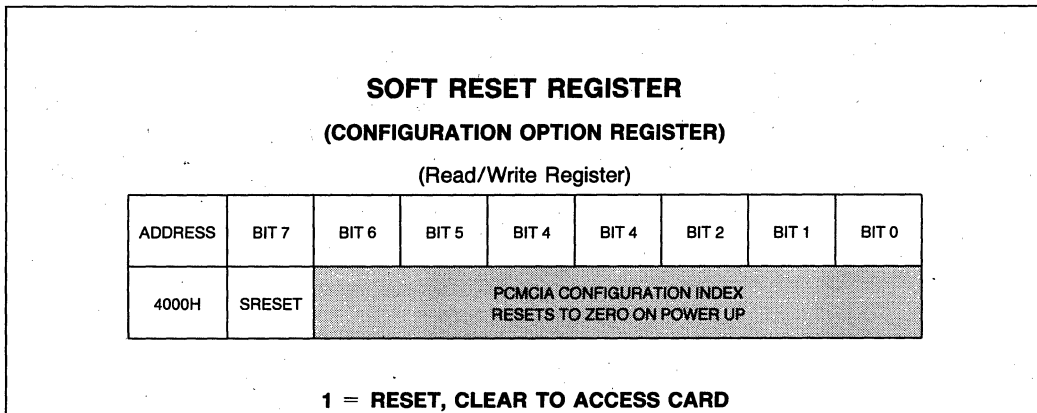 SOFT RESET REGISTER
(CONFIGURATION OPTION REGISTER)
(Read/Write Register)
ADDRESS BIT 7 BIT 6 BIT 5 BIT 4 BIT 4 BIT 2 BIT 1 BIT 0
4000H SRESET PCMCIA CONFIGURATION INDEX
RESETS TO ZERO ON POWER UP
1 = RESET, CLEAR TO ACCESS CARD